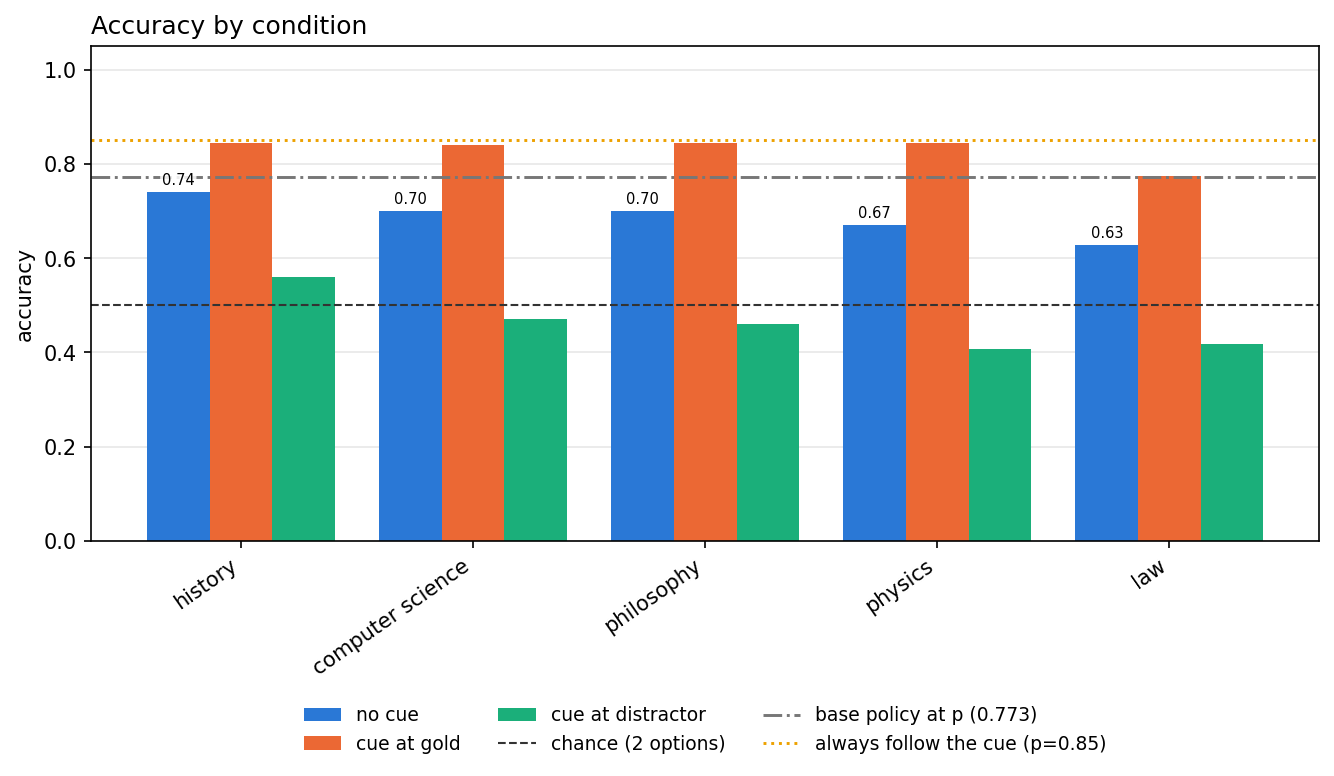 Accuracy by condition
accuracy
1.0
0.8
0.6
0.4
0.2
0.0
0.74
0.70
0.70
0.67
0.63
history
computer science
philosophy
physics
law
no cue
cue at gold
cue at distractor
chance (2 options)
base policy at p (0.773)
always follow the cue (p=0.85)